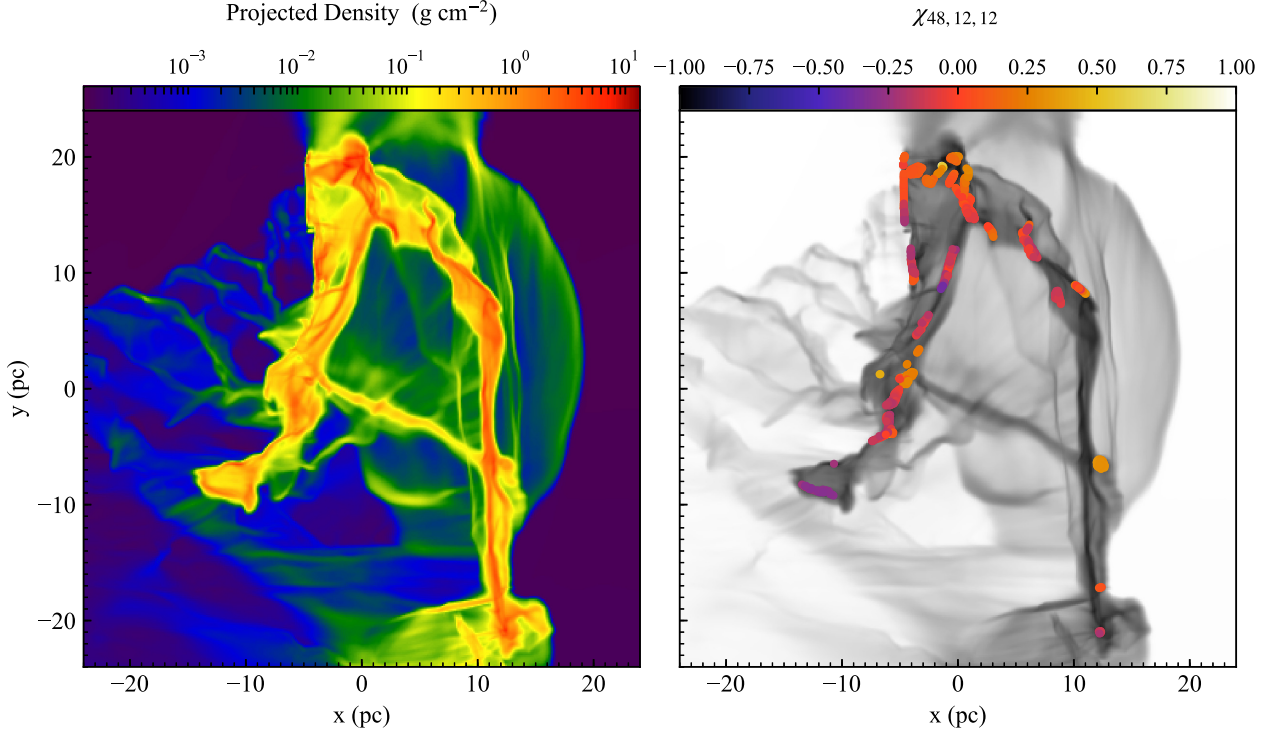 Projected Density (g cm⁻²)
10⁻³ 10⁻² 10⁻¹ 10⁰ 10¹
χ48, 12, 12
−1.00 −0.75 −0.50 −0.25 0.00 0.25 0.50 0.75 1.00
y (pc)
20
10
0
−10
−20
−20 −10 0 10 20
x (pc)
−20 −10 0 10 20
x (pc)